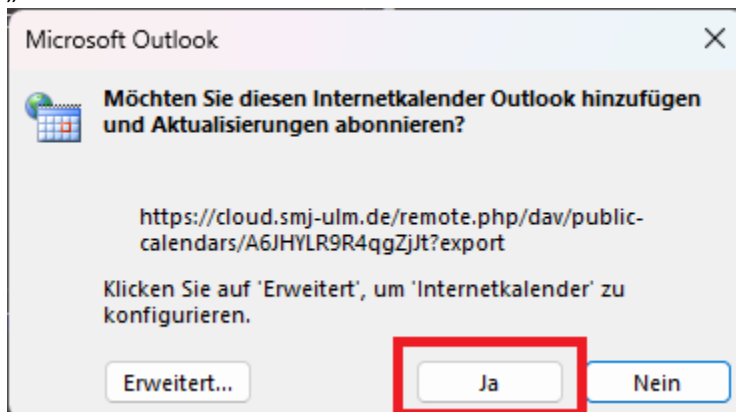 „
Microsoft Outlook
Möchten Sie diesen Internetkalender Outlook hinzufügen
und Aktualisierungen abonnieren?
https://cloud.smj-ulm.de/remote.php/dav/public-
calendars/A6JHYLR9R4qgZjJt?export
Klicken Sie auf 'Erweitert', um 'Internetkalender' zu
konfigurieren.
Erweitert... Ja Nein